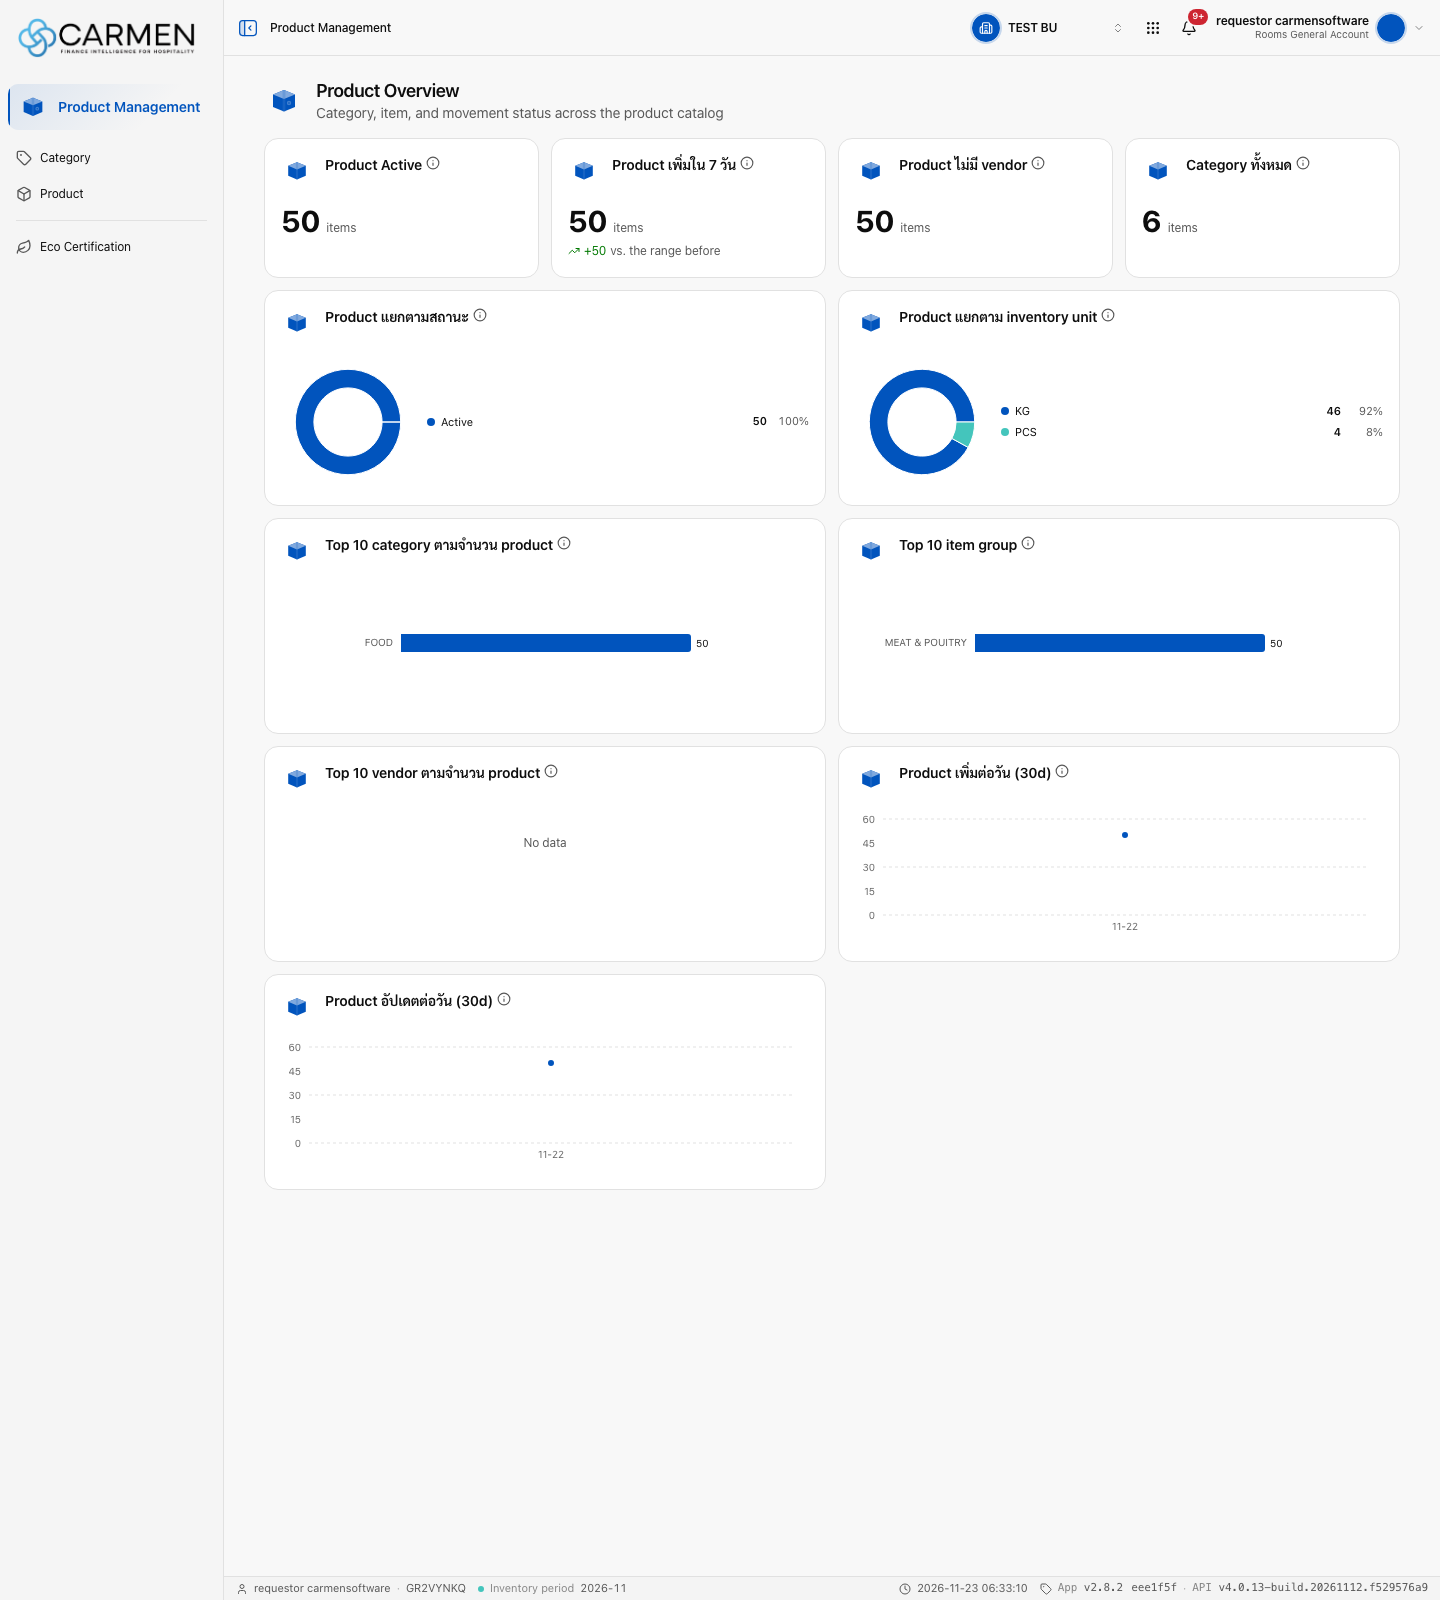 CARMEN
FINANCE INTELLIGENCE FOR HOSPITALITY
Product Management
Category
Product
Eco Certification
Product Management
TEST BU
9+
requestor carmensoftware
Rooms General Account
Product Overview
Category, item, and movement status across the product catalog
Product Active
50 items
Product เพิ่มใน 7 วัน
50 items
+50 vs. the range before
Product ไม่มี vendor
50 items
Category ทั้งหมด
6 items
Product แยกตามสถานะ
Active 50 100%
Product แยกตาม inventory unit
KG 46 92%
PCS 4 8%
Top 10 category ตามจำนวน product
FOOD 50
Top 10 item group
MEAT & POUITRY 50
Top 10 vendor ตามจำนวน product
No data
Product เพิ่มต่อวัน (30d)
60
45
30
15
0
11-22
Product อัปเดตต่อวัน (30d)
60
45
30
15
0
11-22
requestor carmensoftware · GR2VYNKQ Inventory period 2026-11
2026-11-23 06:33:10 App v2.8.2 eee1f5f · API v4.0.13-build.20261112.f529576a9